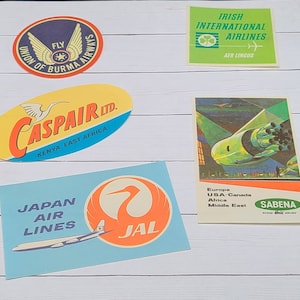 FLY
UNION OF BURMA AIRWAYS
IRISH
INTERNATIONAL
AIRLINES
AER LINGUS
CASPAIR LTD.
KENYA, EAST AFRICA
Europe
U.S.A.-Canada
Africa
Middle East
SABENA
JAPAN
AIR
LINES
JAL